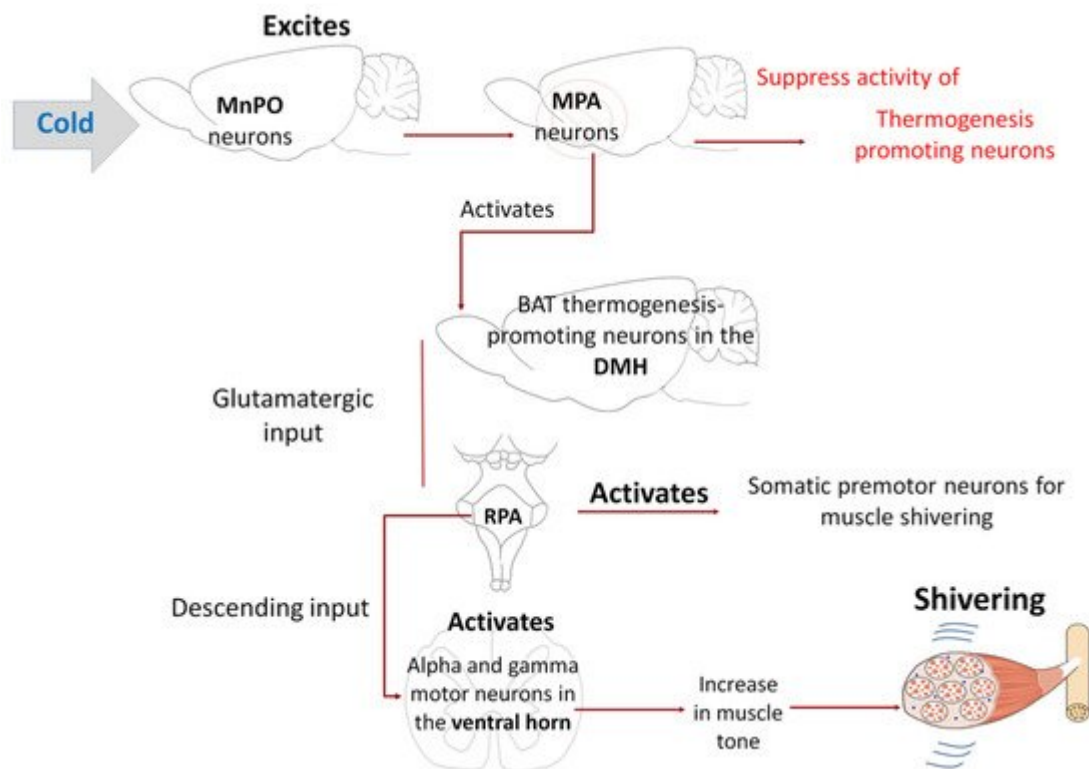 Excites
Cold
MnPO
neurons
MPA
neurons
Suppress activity of
Thermogenesis
promoting neurons
Activates
BAT thermogenesis-
promoting neurons in the
DMH
Glutamatergic
input
RPA
Activates
Somatic premotor neurons for
muscle shivering
Descending input
Activates
Alpha and gamma
motor neurons in
the ventral horn
Increase
in muscle
tone
Shivering